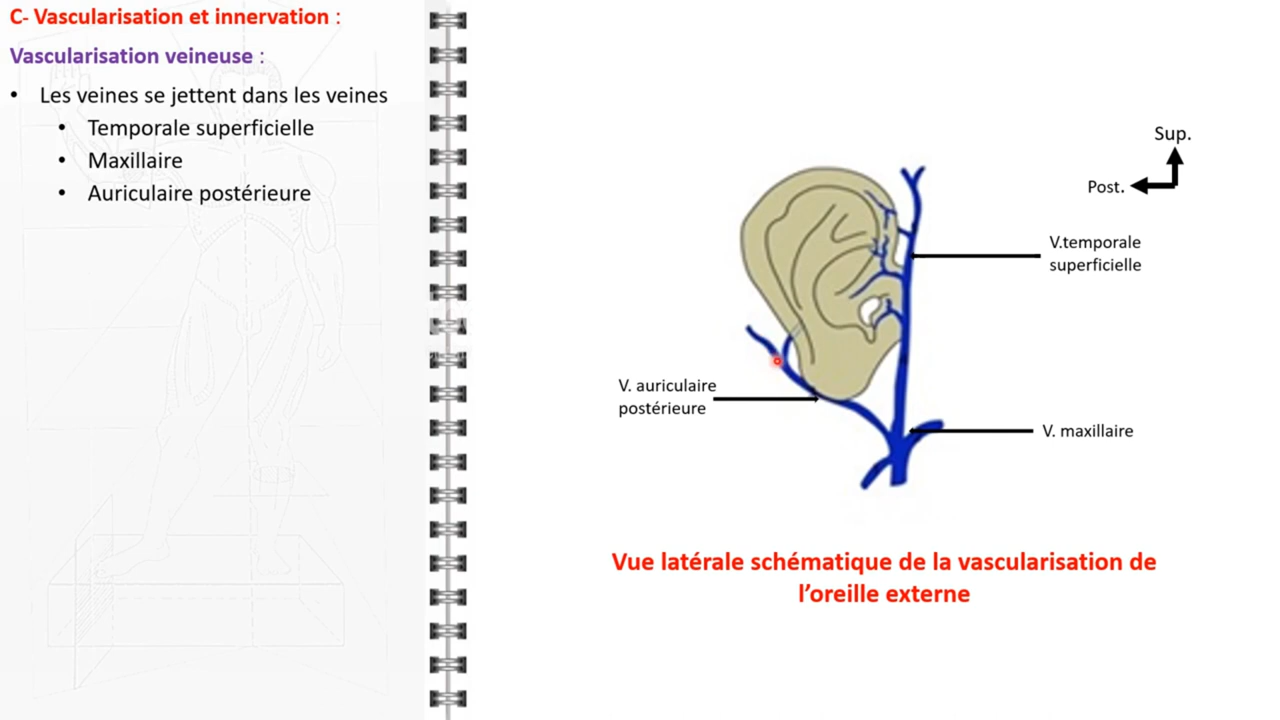 C- Vascularisation et innervation :
Vascularisation veineuse :
• Les veines se jettent dans les veines
• Temporale superficielle
• Maxillaire
• Auriculaire postérieure
Sup.
Post.
V.temporale
superficielle
V. auriculaire
postérieure
V. maxillaire
Vue latérale schématique de la vascularisation de
l’oreille externe